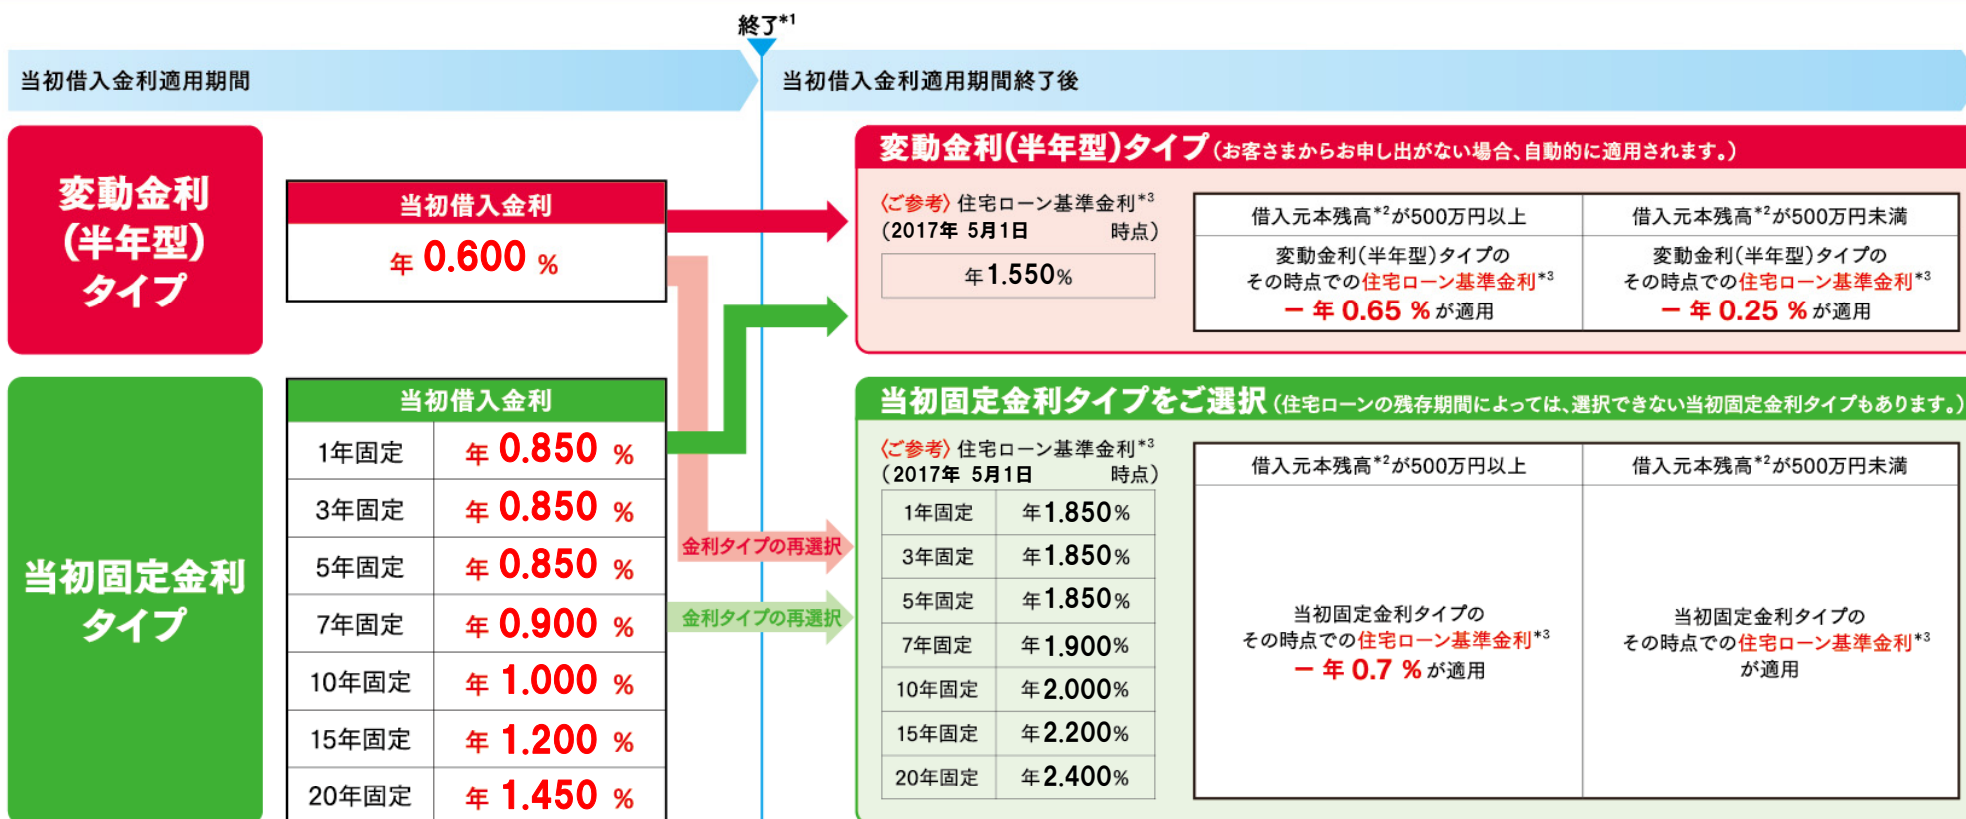 終了*1
当初借入金利適用期間
当初借入金利適用期間終了後
変動金利
(半年型)
タイプ
当初借入金利
年 0.600 %
変動金利(半年型)タイプ(お客さまからお申し出がない場合、自動的に適用されます。)
〈ご参考〉住宅ローン基準金利*3
(2017年 5月1日 時点)
年1.550%
借入元本残高*2が500万円以上
変動金利(半年型)タイプの
その時点での住宅ローン基準金利*3
− 年 0.65 % が適用
借入元本残高*2が500万円未満
変動金利(半年型)タイプの
その時点での住宅ローン基準金利*3
− 年 0.25 % が適用
当初固定金利
タイプ
当初借入金利
1年固定 年 0.850 %
3年固定 年 0.850 %
5年固定 年 0.850 %
7年固定 年 0.900 %
10年固定 年 1.000 %
15年固定 年 1.200 %
20年固定 年 1.450 %
金利タイプの再選択
金利タイプの再選択
当初固定金利タイプをご選択(住宅ローンの残存期間によっては、選択できない当初固定金利タイプもあります。)
〈ご参考〉住宅ローン基準金利*3
(2017年 5月1日 時点)
1年固定 年1.850%
3年固定 年1.850%
5年固定 年1.850%
7年固定 年1.900%
10年固定 年2.000%
15年固定 年2.200%
20年固定 年2.400%
借入元本残高*2が500万円以上
当初固定金利タイプの
その時点での住宅ローン基準金利*3
− 年 0.7 % が適用
借入元本残高*2が500万円未満
当初固定金利タイプの
その時点での住宅ローン基準金利*3
が適用